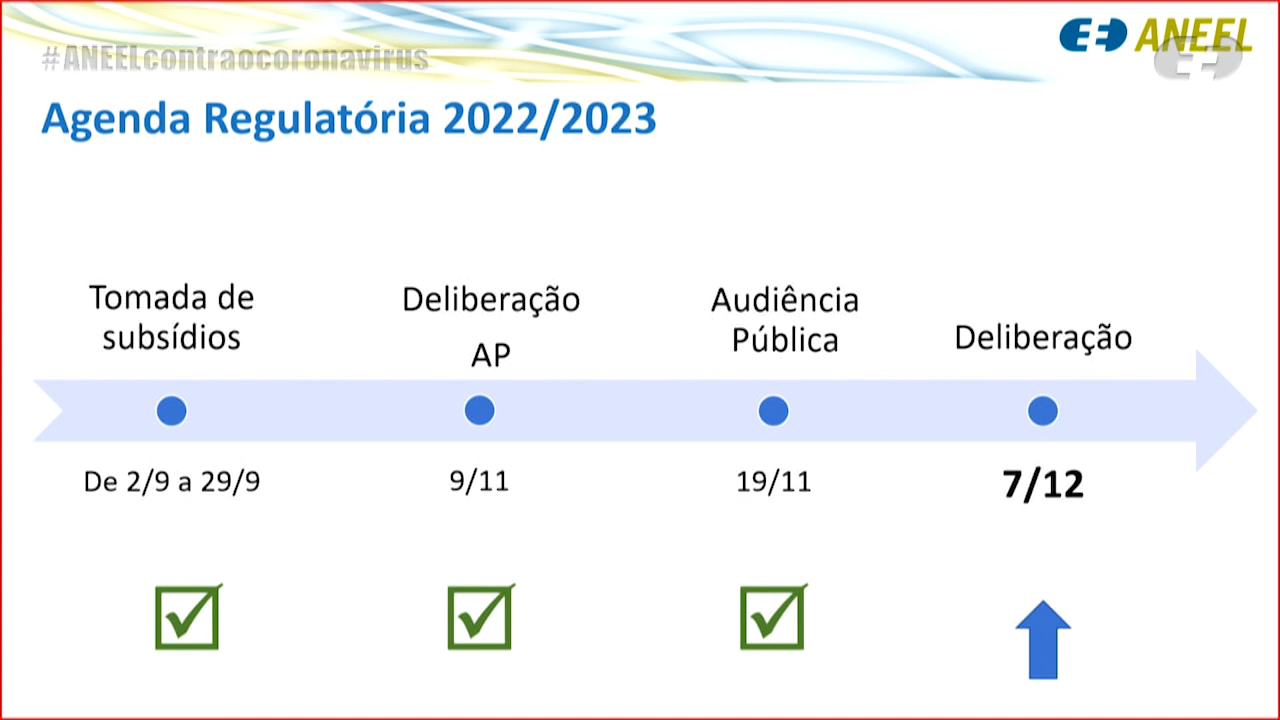 #ANEELcontraocoronavirus
ANEEL
Agenda Regulatória 2022/2023
Tomada de
subsídios
Deliberação
AP
Audiência
Pública
Deliberação
De 2/9 a 29/9
9/11
19/11
7/12